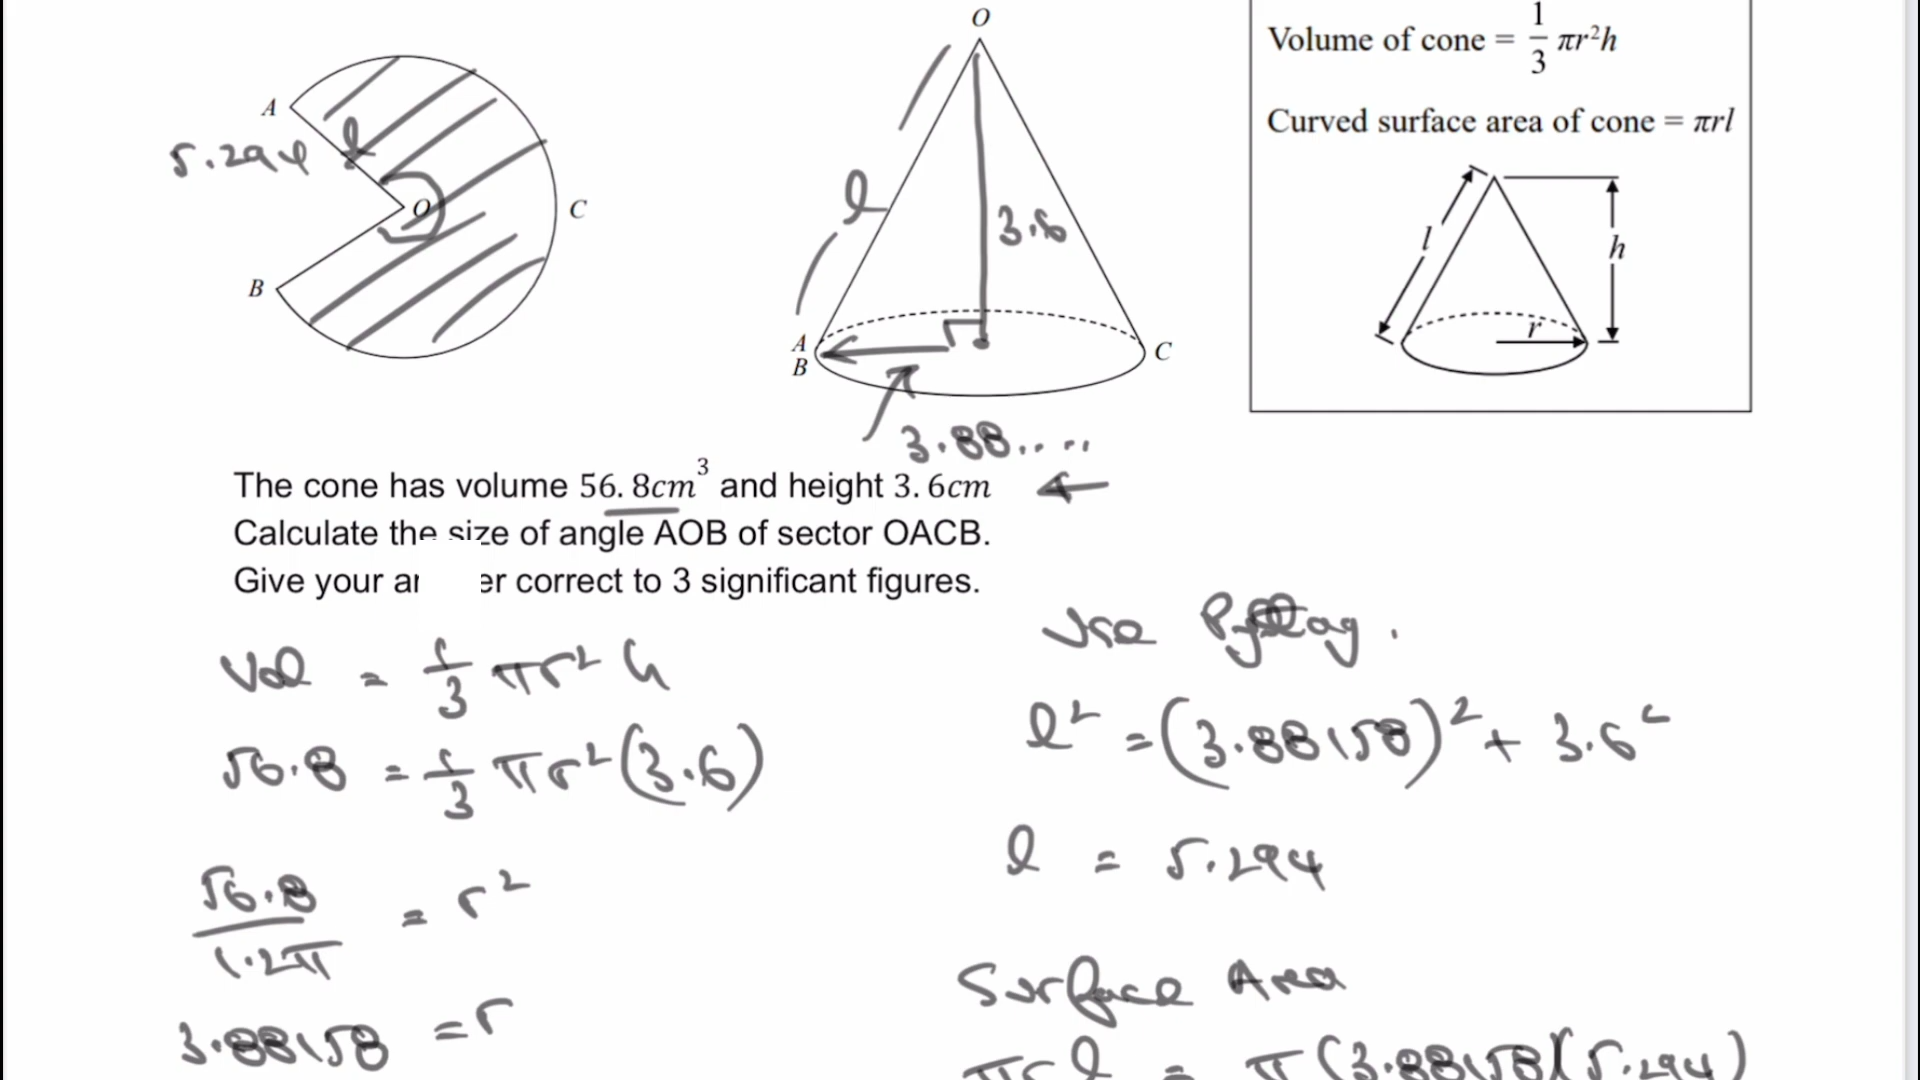 A
5.294 l
O
C
B
O
l
3.6
A
B
C
3.88....
Volume of cone = 1/3 πr²h
Curved surface area of cone = πrl
l
h
r
The cone has volume 56.8cm³ and height 3.6cm
Calculate the size of angle AOB of sector OACB.
Give your ar er correct to 3 significant figures.
Vol = 1/3 πr² h
56.8 = 1/3 πr² (3.6)
56.8/1.2π = r²
3.88158 = r
Use Pythag.
l² = (3.88158)² + 3.6²
l = 5.294
Surface Area
πrl = π(3.88158)(5.294)